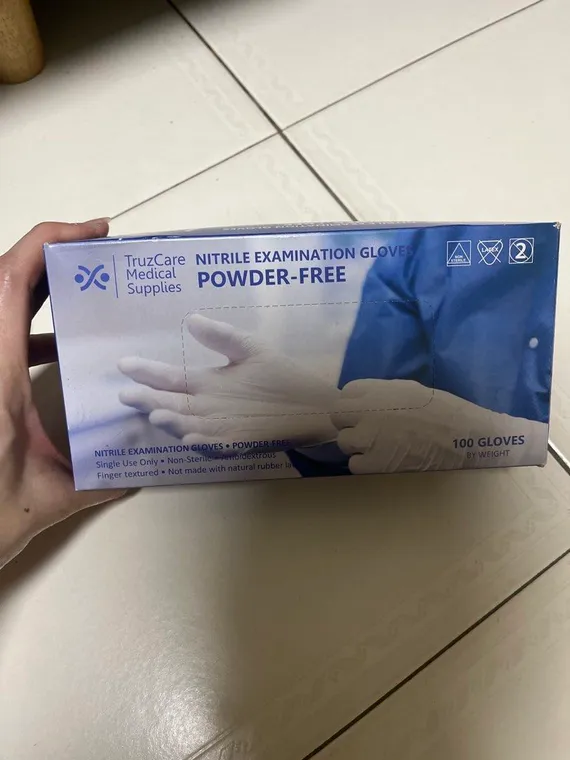 TruzCare
Medical
Supplies
NITRILE EXAMINATION GLOVES
POWDER-FREE
NON
STERILE
LATEX
2
NITRILE EXAMINATION GLOVES • POWDER-FREE
Single Use Only • Non-Sterile • Ambidextrous
Finger textured • Not made with natural rubber la
100 GLOVES
BY WEIGHT